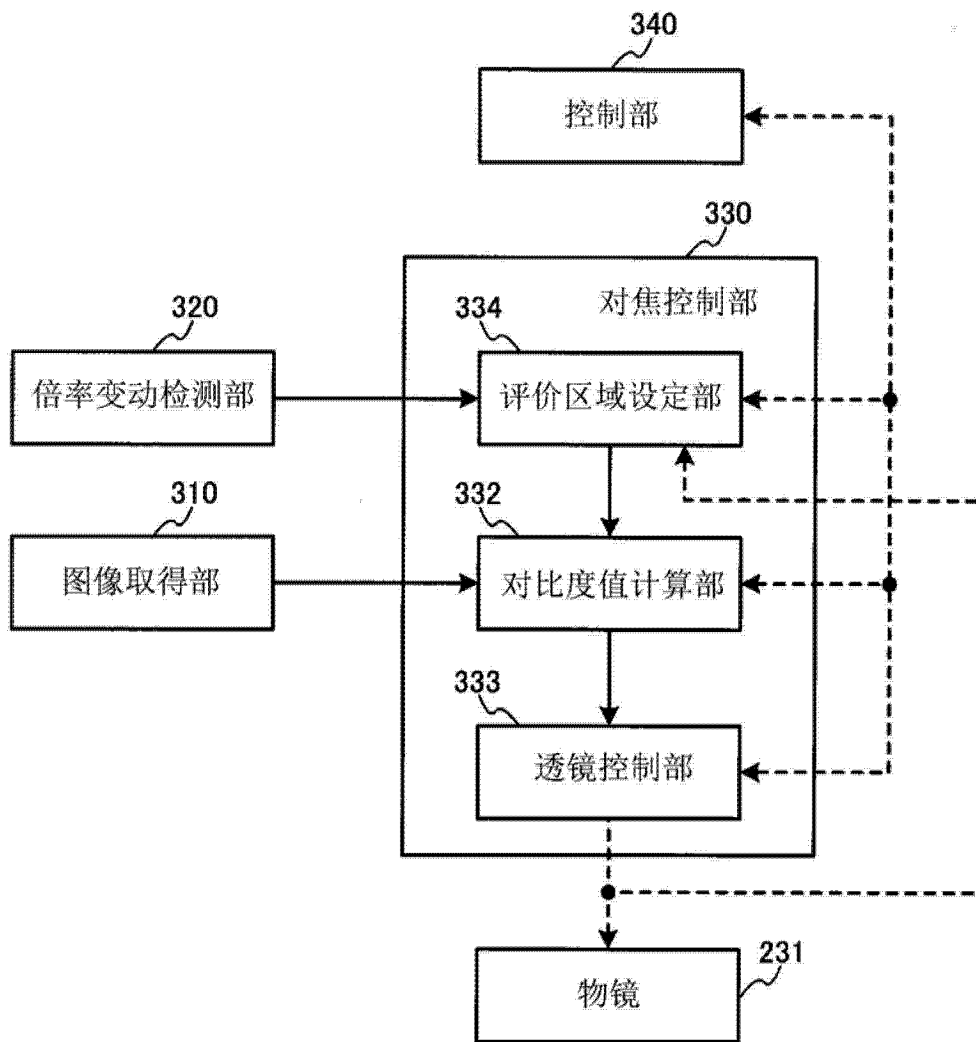 340
控制部
330
对焦控制部
320
倍率变动检测部
334
评价区域设定部
310
图像取得部
332
对比度值计算部
333
透镜控制部
231
物镜